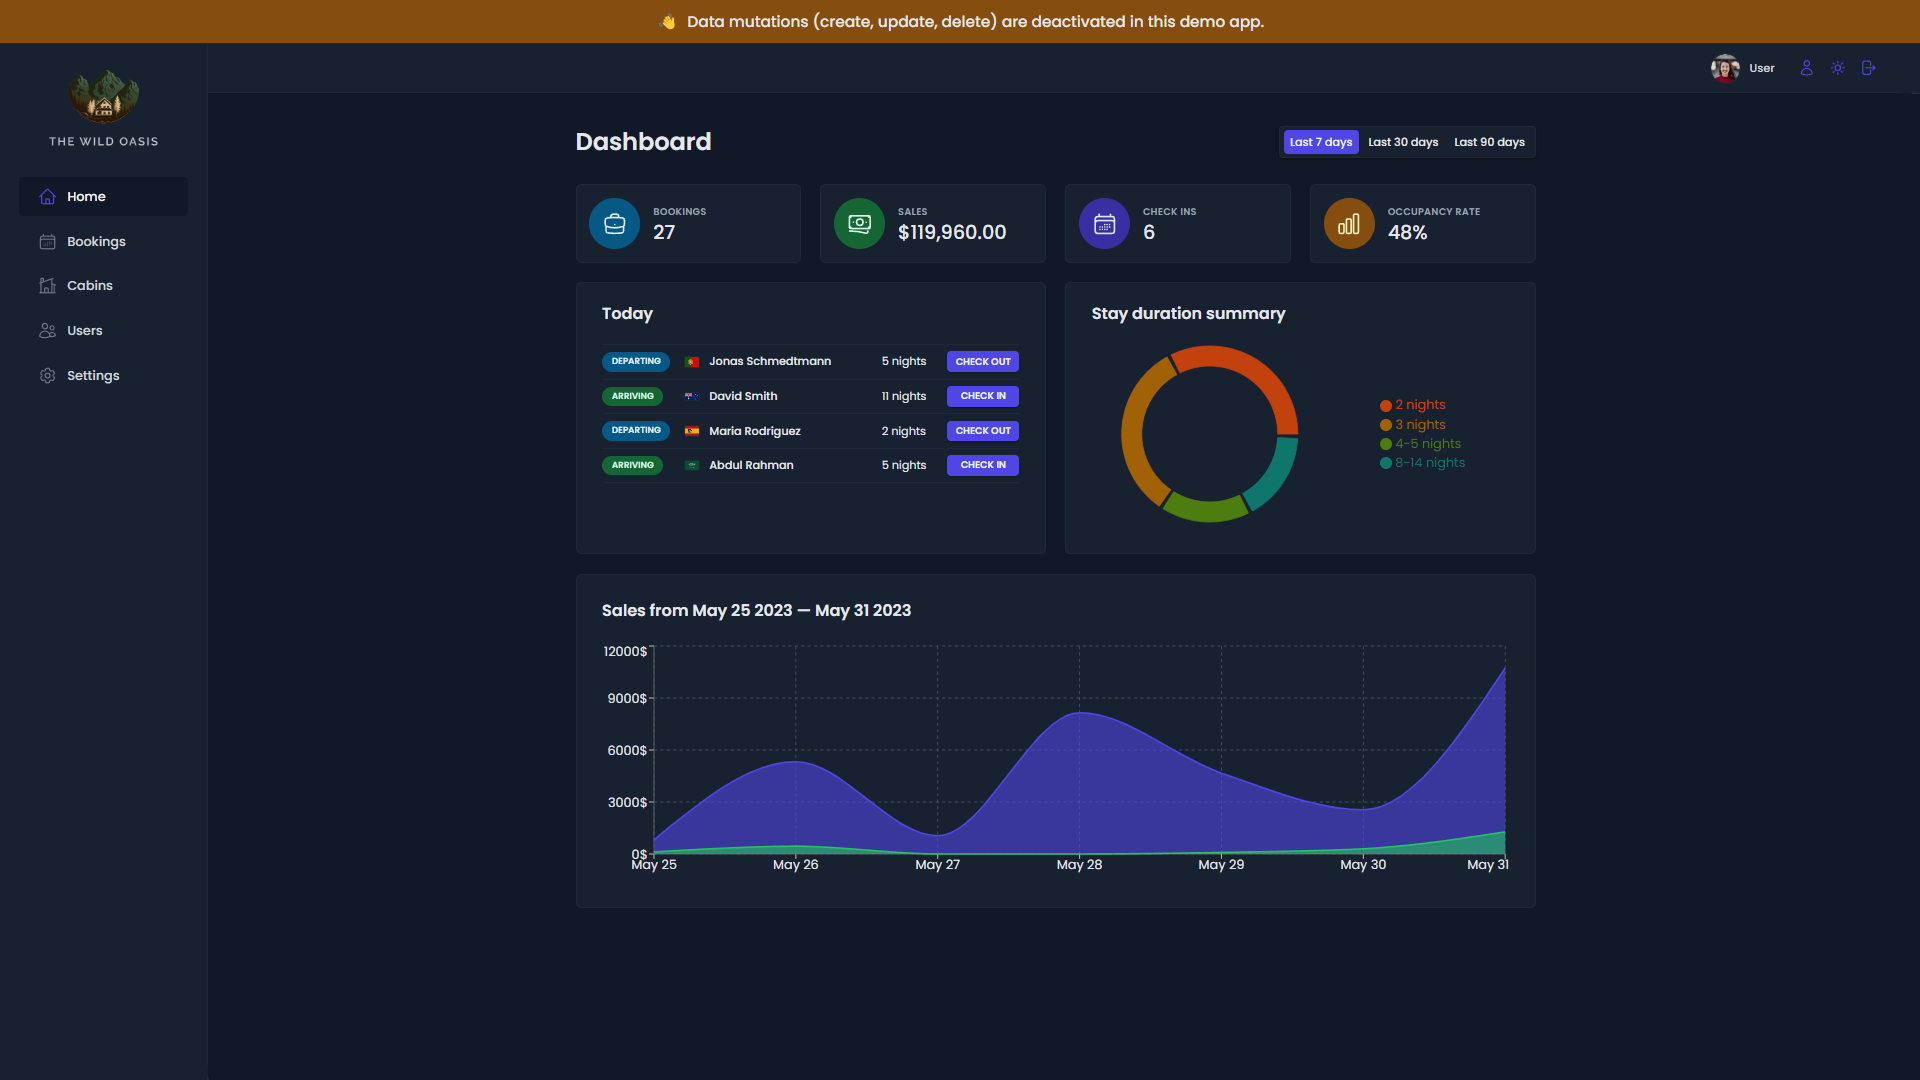 👋 Data mutations (create, update, delete) are deactivated in this demo app.
THE WILD OASIS
User
Home
Bookings
Cabins
Users
Settings
Dashboard
Last 7 days Last 30 days Last 90 days
BOOKINGS
27
SALES
$119,960.00
CHECK INS
6
OCCUPANCY RATE
48%
Today
DEPARTING Jonas Schmedtmann 5 nights CHECK OUT
ARRIVING David Smith 11 nights CHECK IN
DEPARTING Maria Rodriguez 2 nights CHECK OUT
ARRIVING Abdul Rahman 5 nights CHECK IN
Stay duration summary
2 nights
3 nights
4-5 nights
8-14 nights
Sales from May 25 2023 — May 31 2023
12000$
9000$
6000$
3000$
0$
May 25 May 26 May 27 May 28 May 29 May 30 May 31